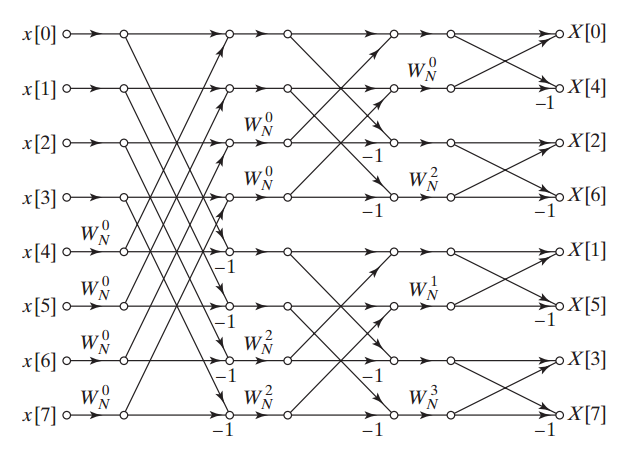 x[0] X[0]
W_N^0
x[1] X[4]
−1
W_N^0
x[2] X[2]
−1
W_N^0 W_N^2
x[3] X[6]
−1 −1
W_N^0
x[4] X[1]
−1
W_N^0 W_N^1
x[5] X[5]
−1 −1
W_N^0 W_N^2
x[6] X[3]
−1 −1
W_N^0 W_N^2 W_N^3
x[7] X[7]
−1 −1 −1